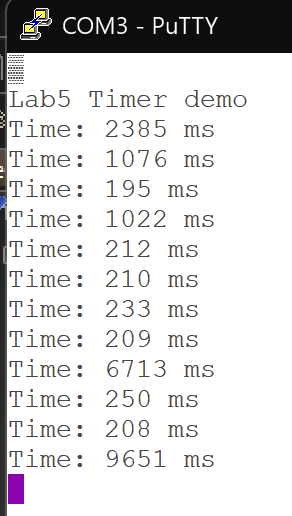 COM3 - PuTTY
Lab5 Timer demo
Time: 2385 ms
Time: 1076 ms
Time: 195 ms
Time: 1022 ms
Time: 212 ms
Time: 210 ms
Time: 233 ms
Time: 209 ms
Time: 6713 ms
Time: 250 ms
Time: 208 ms
Time: 9651 ms